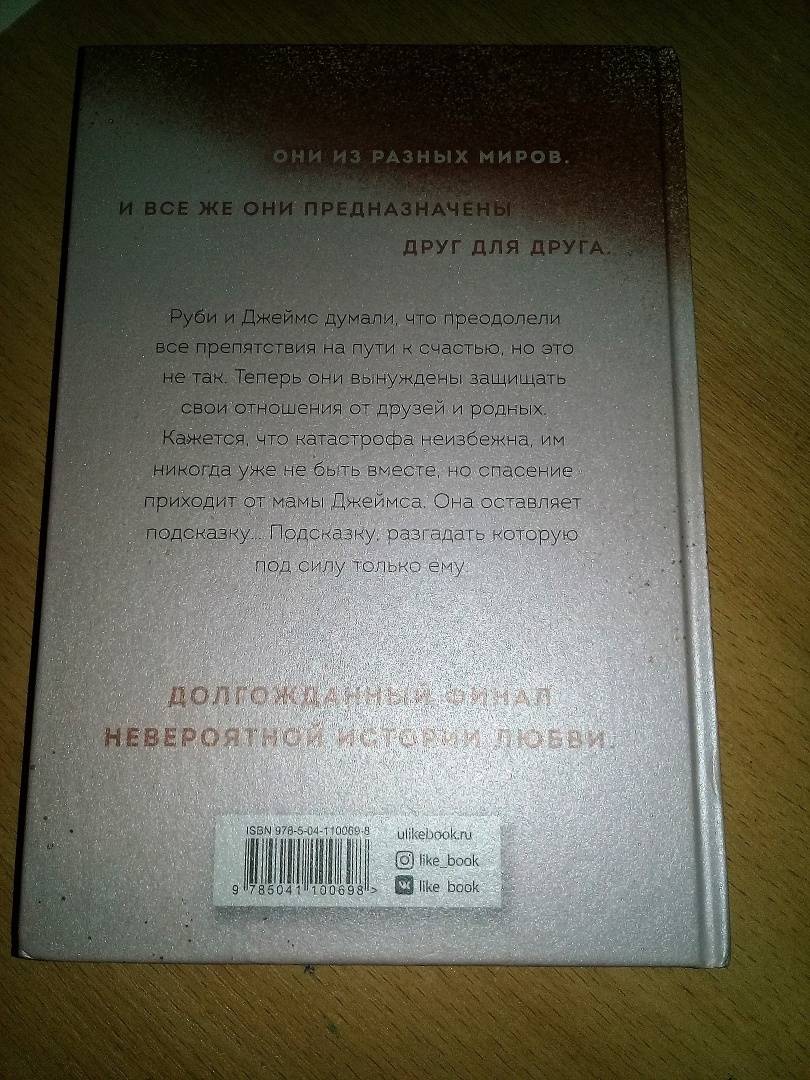 ОНИ ИЗ РАЗНЫХ МИРОВ.
И ВСЕ ЖЕ ОНИ ПРЕДНАЗНАЧЕНЫ
ДРУГ ДЛЯ ДРУГА.
Руби и Джеймс думали, что преодолели
все препятствия на пути к счастью, но это
не так. Теперь они вынуждены защищать
свои отношения от друзей и родных.
Кажется, что катастрофа неизбежна, им
никогда уже не быть вместе, но спасение
приходит от мамы Джеймса. Она оставляет
подсказку... Подсказку, разгадать которую
под силу только ему.
ДОЛГОЖДАННЫЙ ФИНАЛ
НЕВЕРОЯТНОЙ ИСТОРИИ ЛЮБВИ.
ISBN 978-5-04-110069-8
9 785041 100698 >
ulikebook.ru
like_book
like_book